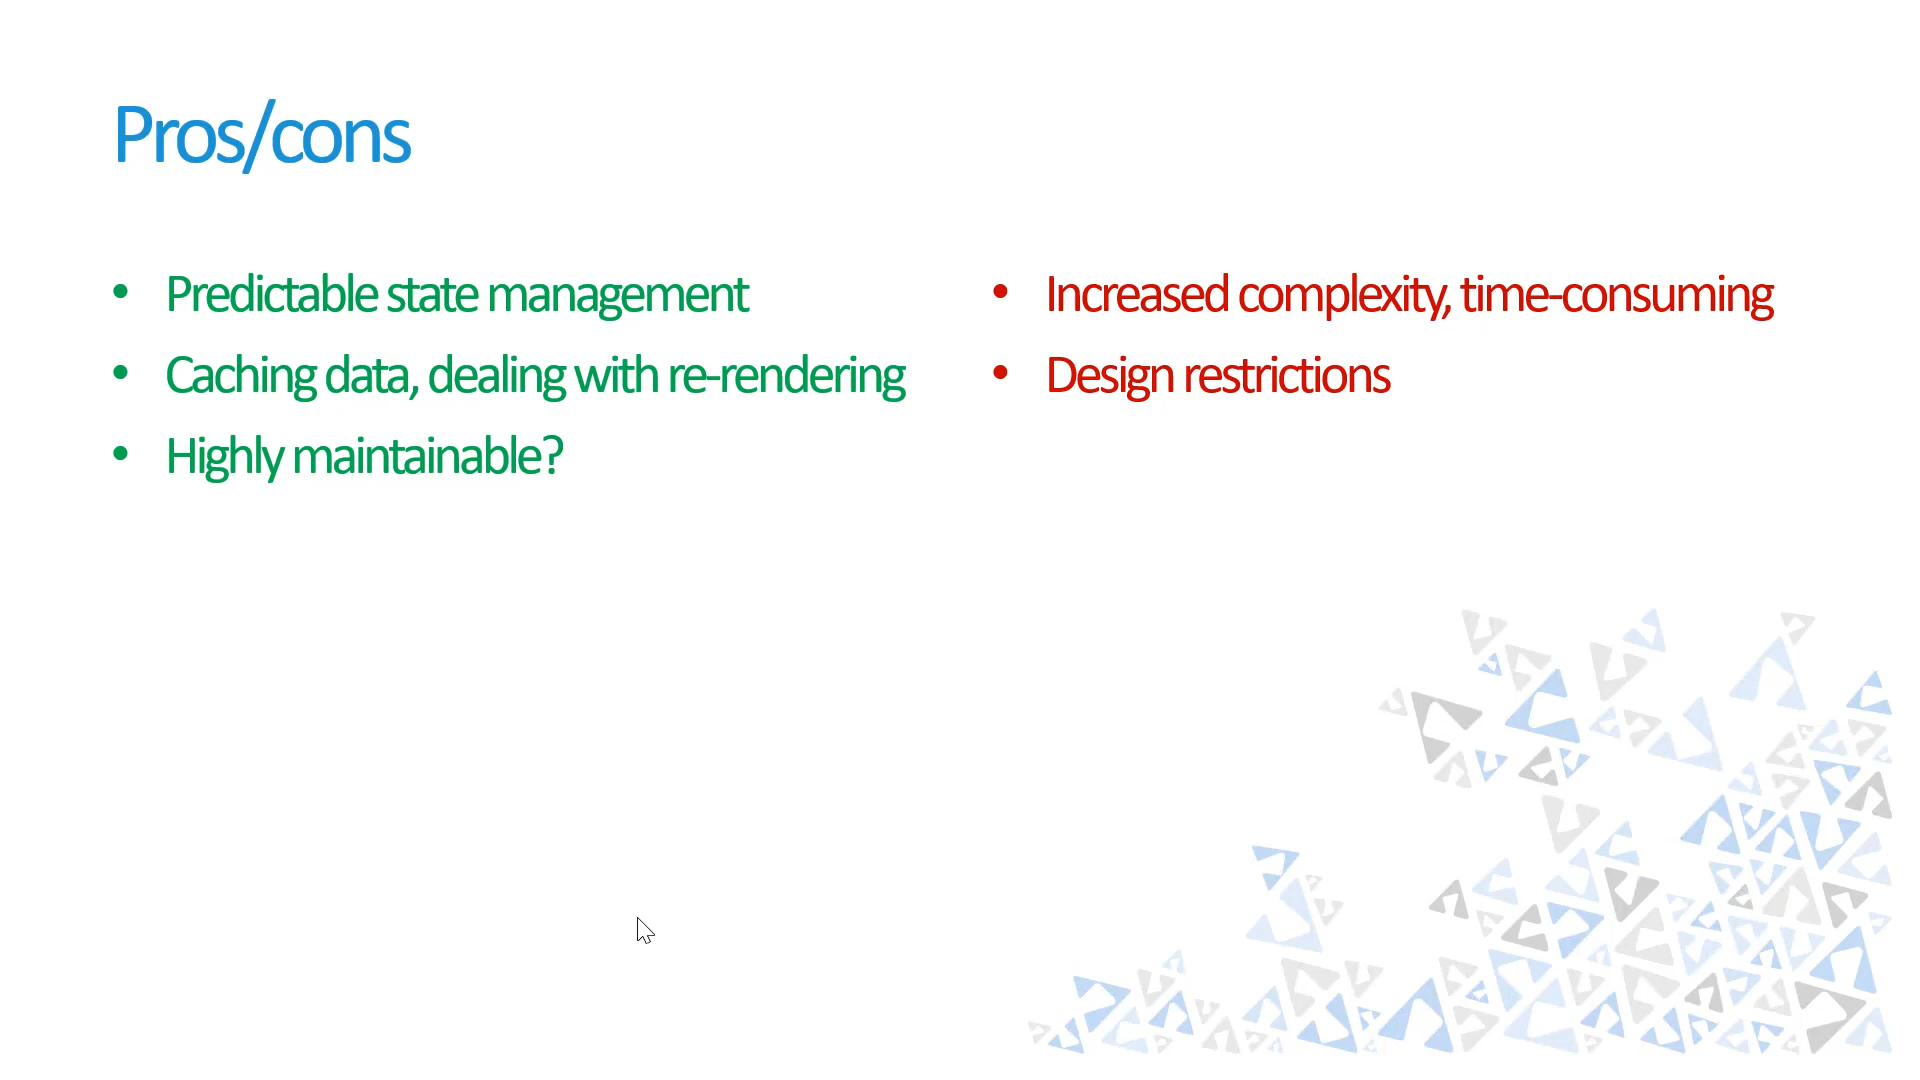 Pros/cons
• Predictable state management
• Caching data, dealing with re-rendering
• Highly maintainable?
• Increased complexity, time-consuming
• Design restrictions